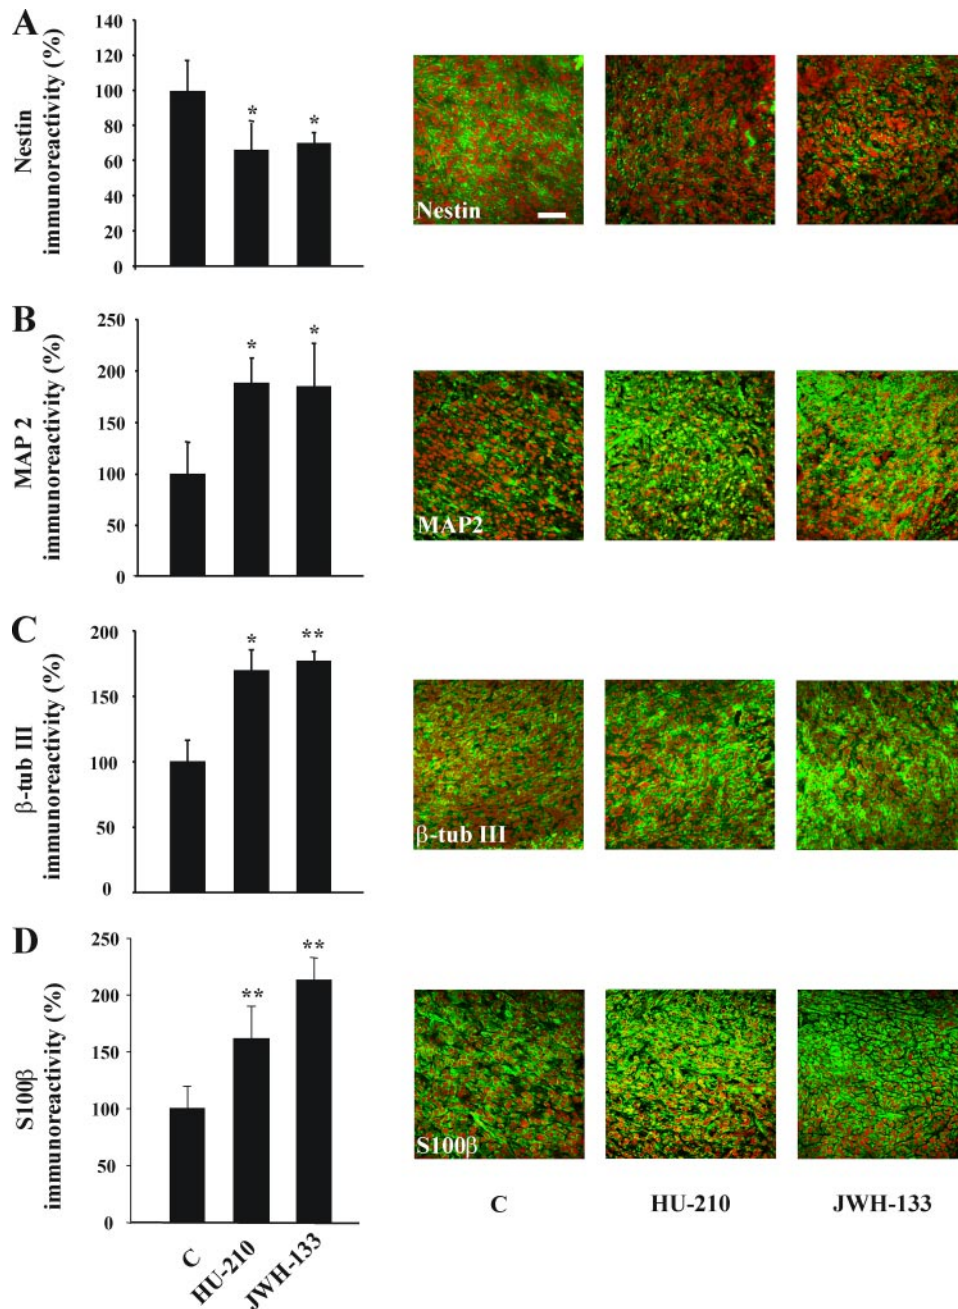 A
Nestin
immunoreactivity (%)
140
120
100
80
60
40
20
0
*
*
Nestin
B
MAP 2
immunoreactivity (%)
250
200
150
100
50
0
*
*
MAP2
C
β-tub III
immunoreactivity (%)
200
150
100
50
0
*
**
β-tub III
D
S100β
immunoreactivity (%)
250
200
150
100
50
0
**
**
S100β
C
HU-210
JWH-133
C
HU-210
JWH-133